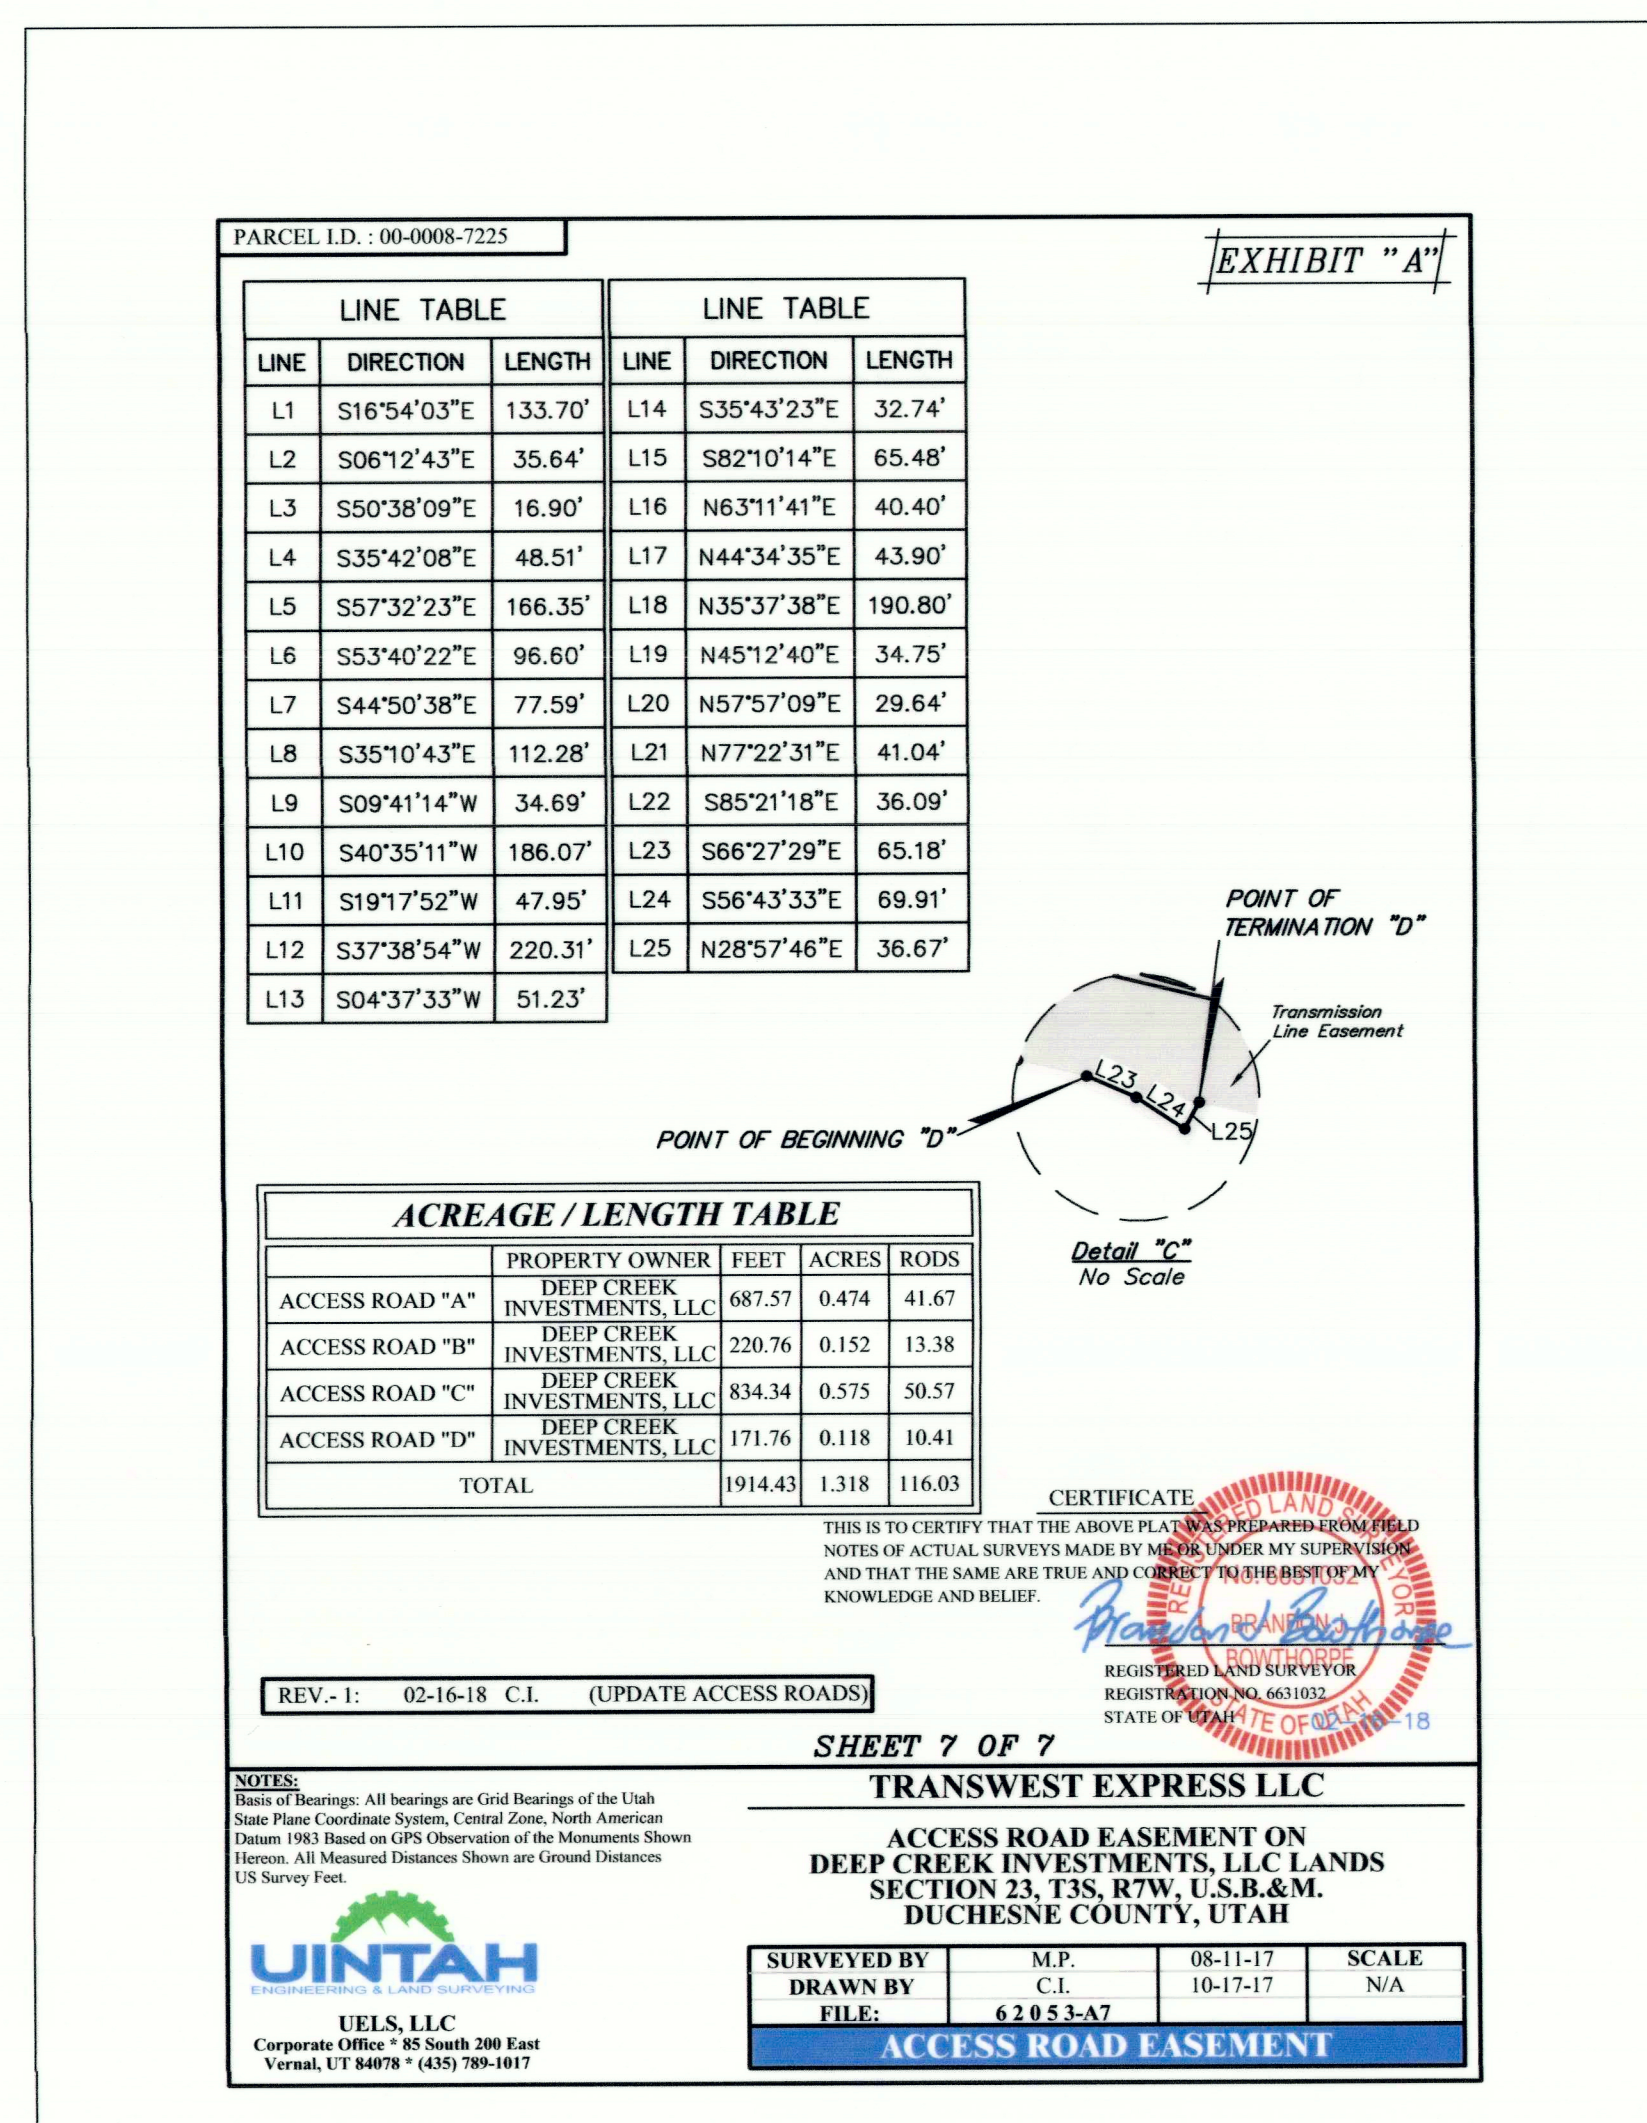 PARCEL I.D. : 00-0008-7225
EXHIBIT "A"
LINE TABLE
LINE DIRECTION LENGTH
L1 S16°54'03"E 133.70'
L2 S06°12'43"E 35.64'
L3 S50°38'09"E 16.90'
L4 S35°42'08"E 48.51'
L5 S57°32'23"E 166.35'
L6 S53°40'22"E 96.60'
L7 S44°50'38"E 77.59'
L8 S35°10'43"E 112.28'
L9 S09°41'14"W 34.69'
L10 S40°35'11"W 186.07'
L11 S19°17'52"W 47.95'
L12 S37°38'54"W 220.31'
L13 S04°37'33"W 51.23'
LINE TABLE
LINE DIRECTION LENGTH
L14 S35°43'23"E 32.74'
L15 S82°10'14"E 65.48'
L16 N63°11'41"E 40.40'
L17 N44°34'35"E 43.90'
L18 N35°37'38"E 190.80'
L19 N45°12'40"E 34.75'
L20 N57°57'09"E 29.64'
L21 N77°22'31"E 41.04'
L22 S85°21'18"E 36.09'
L23 S66°27'29"E 65.18'
L24 S56°43'33"E 69.91'
L25 N28°57'46"E 36.67'
POINT OF
TERMINATION "D"
Transmission
Line Easement
L23
L24
L25
POINT OF BEGINNING "D"
Detail "C"
No Scale
ACREAGE / LENGTH TABLE
PROPERTY OWNER FEET ACRES RODS
ACCESS ROAD "A" DEEP CREEK INVESTMENTS, LLC 687.57 0.474 41.67
ACCESS ROAD "B" DEEP CREEK INVESTMENTS, LLC 220.76 0.152 13.38
ACCESS ROAD "C" DEEP CREEK INVESTMENTS, LLC 834.34 0.575 50.57
ACCESS ROAD "D" DEEP CREEK INVESTMENTS, LLC 171.76 0.118 10.41
TOTAL 1914.43 1.318 116.03
CERTIFICATE
THIS IS TO CERTIFY THAT THE ABOVE PLAT WAS PREPARED FROM FIELD
NOTES OF ACTUAL SURVEYS MADE BY ME OR UNDER MY SUPERVISION
AND THAT THE SAME ARE TRUE AND CORRECT TO THE BEST OF MY
KNOWLEDGE AND BELIEF.
REGISTERED LAND SURVEYOR
No. 6631032
BRANDON J.
BOWTHORPE
STATE OF UTAH
Brandon J Bowthorpe
REGISTERED LAND SURVEYOR
REGISTRATION NO. 6631032
STATE OF UTAH
02-16-18
REV.- 1: 02-16-18 C.I. (UPDATE ACCESS ROADS)
SHEET 7 OF 7
NOTES:
Basis of Bearings: All bearings are Grid Bearings of the Utah
State Plane Coordinate System, Central Zone, North American
Datum 1983 Based on GPS Observation of the Monuments Shown
Hereon. All Measured Distances Shown are Ground Distances
US Survey Feet.
UINTAH
ENGINEERING & LAND SURVEYING
UELS, LLC
Corporate Office * 85 South 200 East
Vernal, UT 84078 * (435) 789-1017
TRANSWEST EXPRESS LLC
ACCESS ROAD EASEMENT ON
DEEP CREEK INVESTMENTS, LLC LANDS
SECTION 23, T3S, R7W, U.S.B.&M.
DUCHESNE COUNTY, UTAH
SURVEYED BY M.P. 08-11-17 SCALE
DRAWN BY C.I. 10-17-17 N/A
FILE: 6 2 0 5 3-A7
ACCESS ROAD EASEMENT